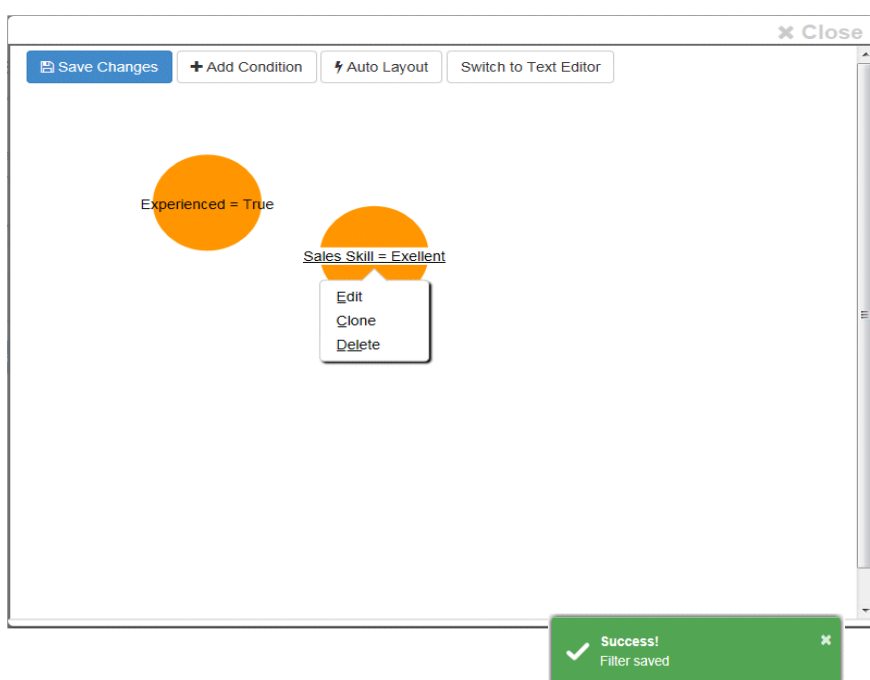 Close
Save Changes
Add Condition
Auto Layout
Switch to Text Editor
Experienced = True
Sales Skill = Exellent
Edit
Clone
Delete
Success!
Filter saved